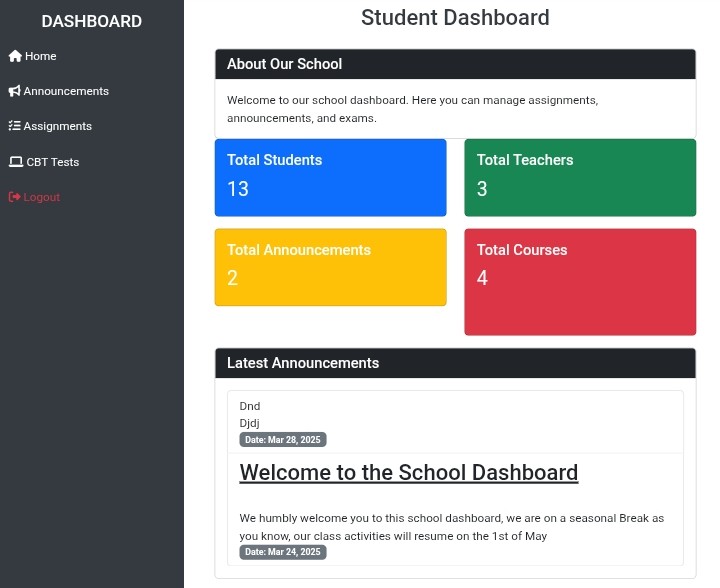 DASHBOARD
Home
Announcements
Assignments
CBT Tests
Logout
Student Dashboard
About Our School
Welcome to our school dashboard. Here you can manage assignments,
announcements, and exams.
Total Students
13
Total Teachers
3
Total Announcements
2
Total Courses
4
Latest Announcements
Dnd
Djdj
Date: Mar 28, 2025
Welcome to the School Dashboard
We humbly welcome you to this school dashboard, we are on a seasonal Break as
you know, our class activities will resume on the 1st of May
Date: Mar 24, 2025